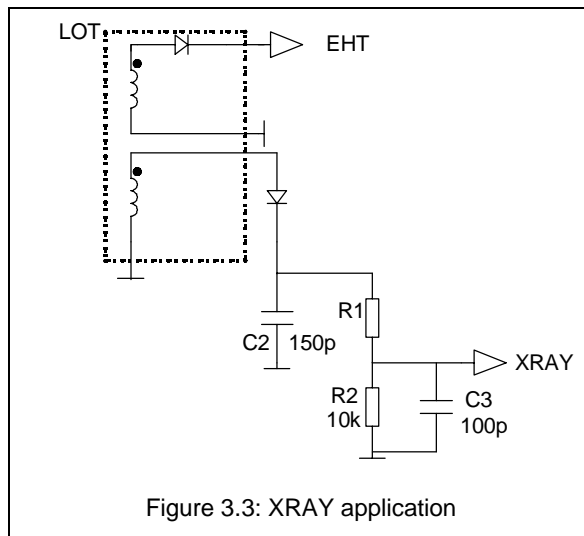 LOT
EHT
R1
C2 150p
XRAY
R2
10k
C3
100p
Figure 3.3: XRAY application